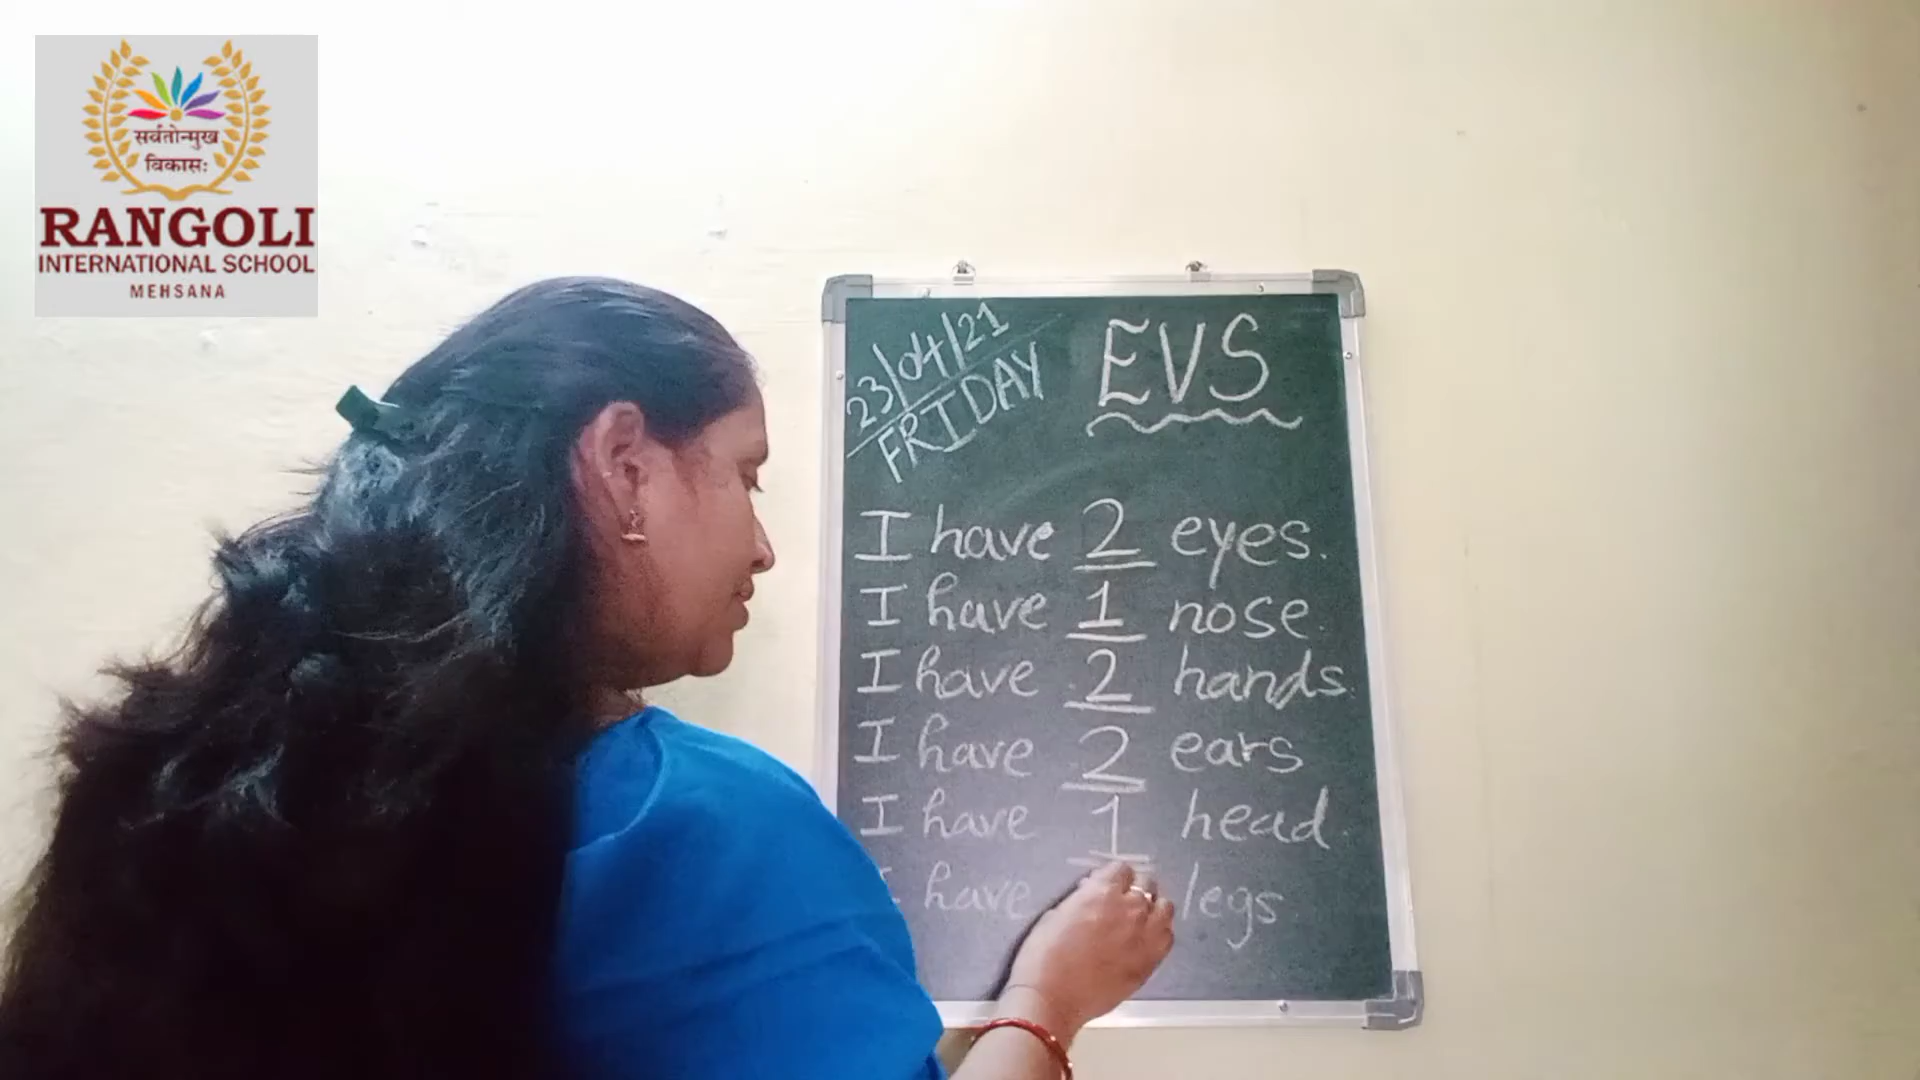 सर्वतोन्मुख
विकासः
RANGOLI
INTERNATIONAL SCHOOL
MEHSANA
23/04/21
FRIDAY
EVS
I have 2 eyes.
I have 1 nose.
I have 2 hands.
I have 2 ears
I have 1 head.
I have legs